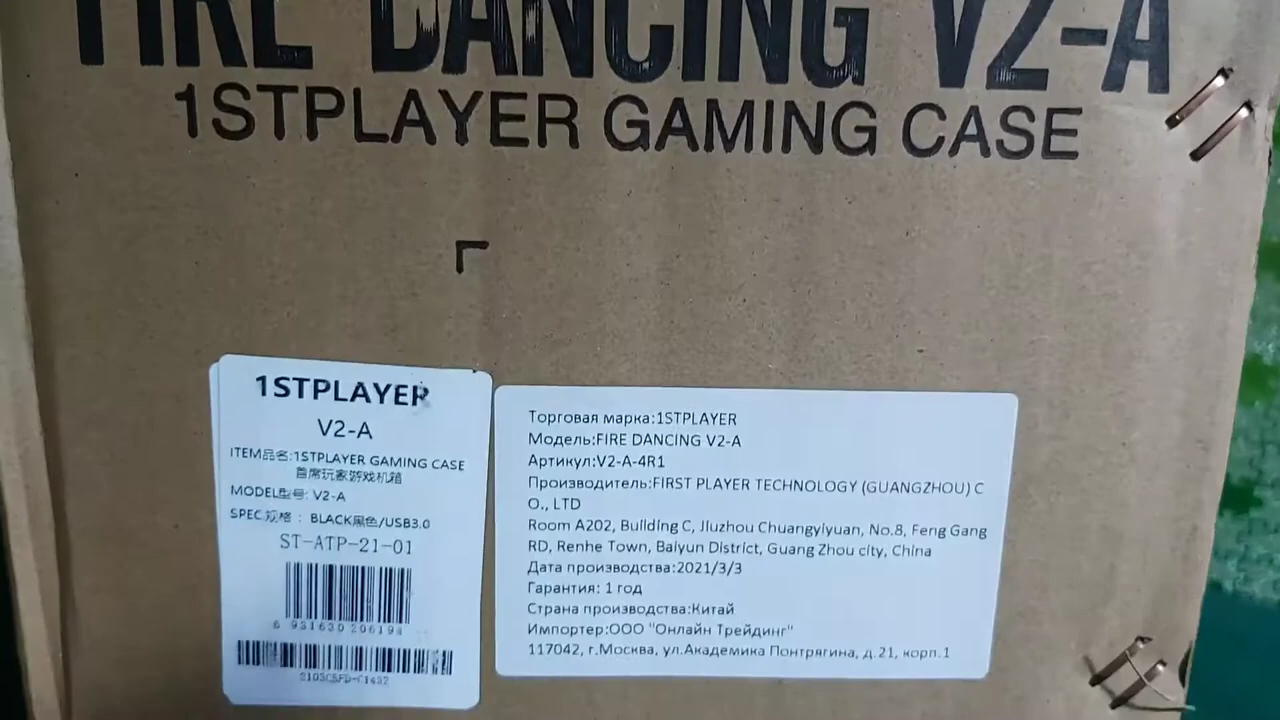 FIRE DANCING V2-A
1STPLAYER GAMING CASE
1STPLAYER
V2-A
ITEM品名:1STPLAYER GAMING CASE
首席玩家游戏机箱
MODEL型号: V2-A
SPEC规格： BLACK黑色/USB3.0
ST-ATP-21-01
6 931630 206194
Торговая марка:1STPLAYER
Модель:FIRE DANCING V2-A
Артикул:V2-A-4R1
Производитель:FIRST PLAYER TECHNOLOGY (GUANGZHOU) C
O., LTD
Room A202, Building C, Jiuzhou Chuangyiyuan, No.8, Feng Gang
RD, Renhe Town, Baiyun District, Guang Zhou city, China
Дата производства:2021/3/3
Гарантия: 1 год
Страна производства:Китай
Импортер:ООО "Онлайн Трейдинг"
117042, г.Москва, ул.Академика Понтрягина, д.21, корп.1